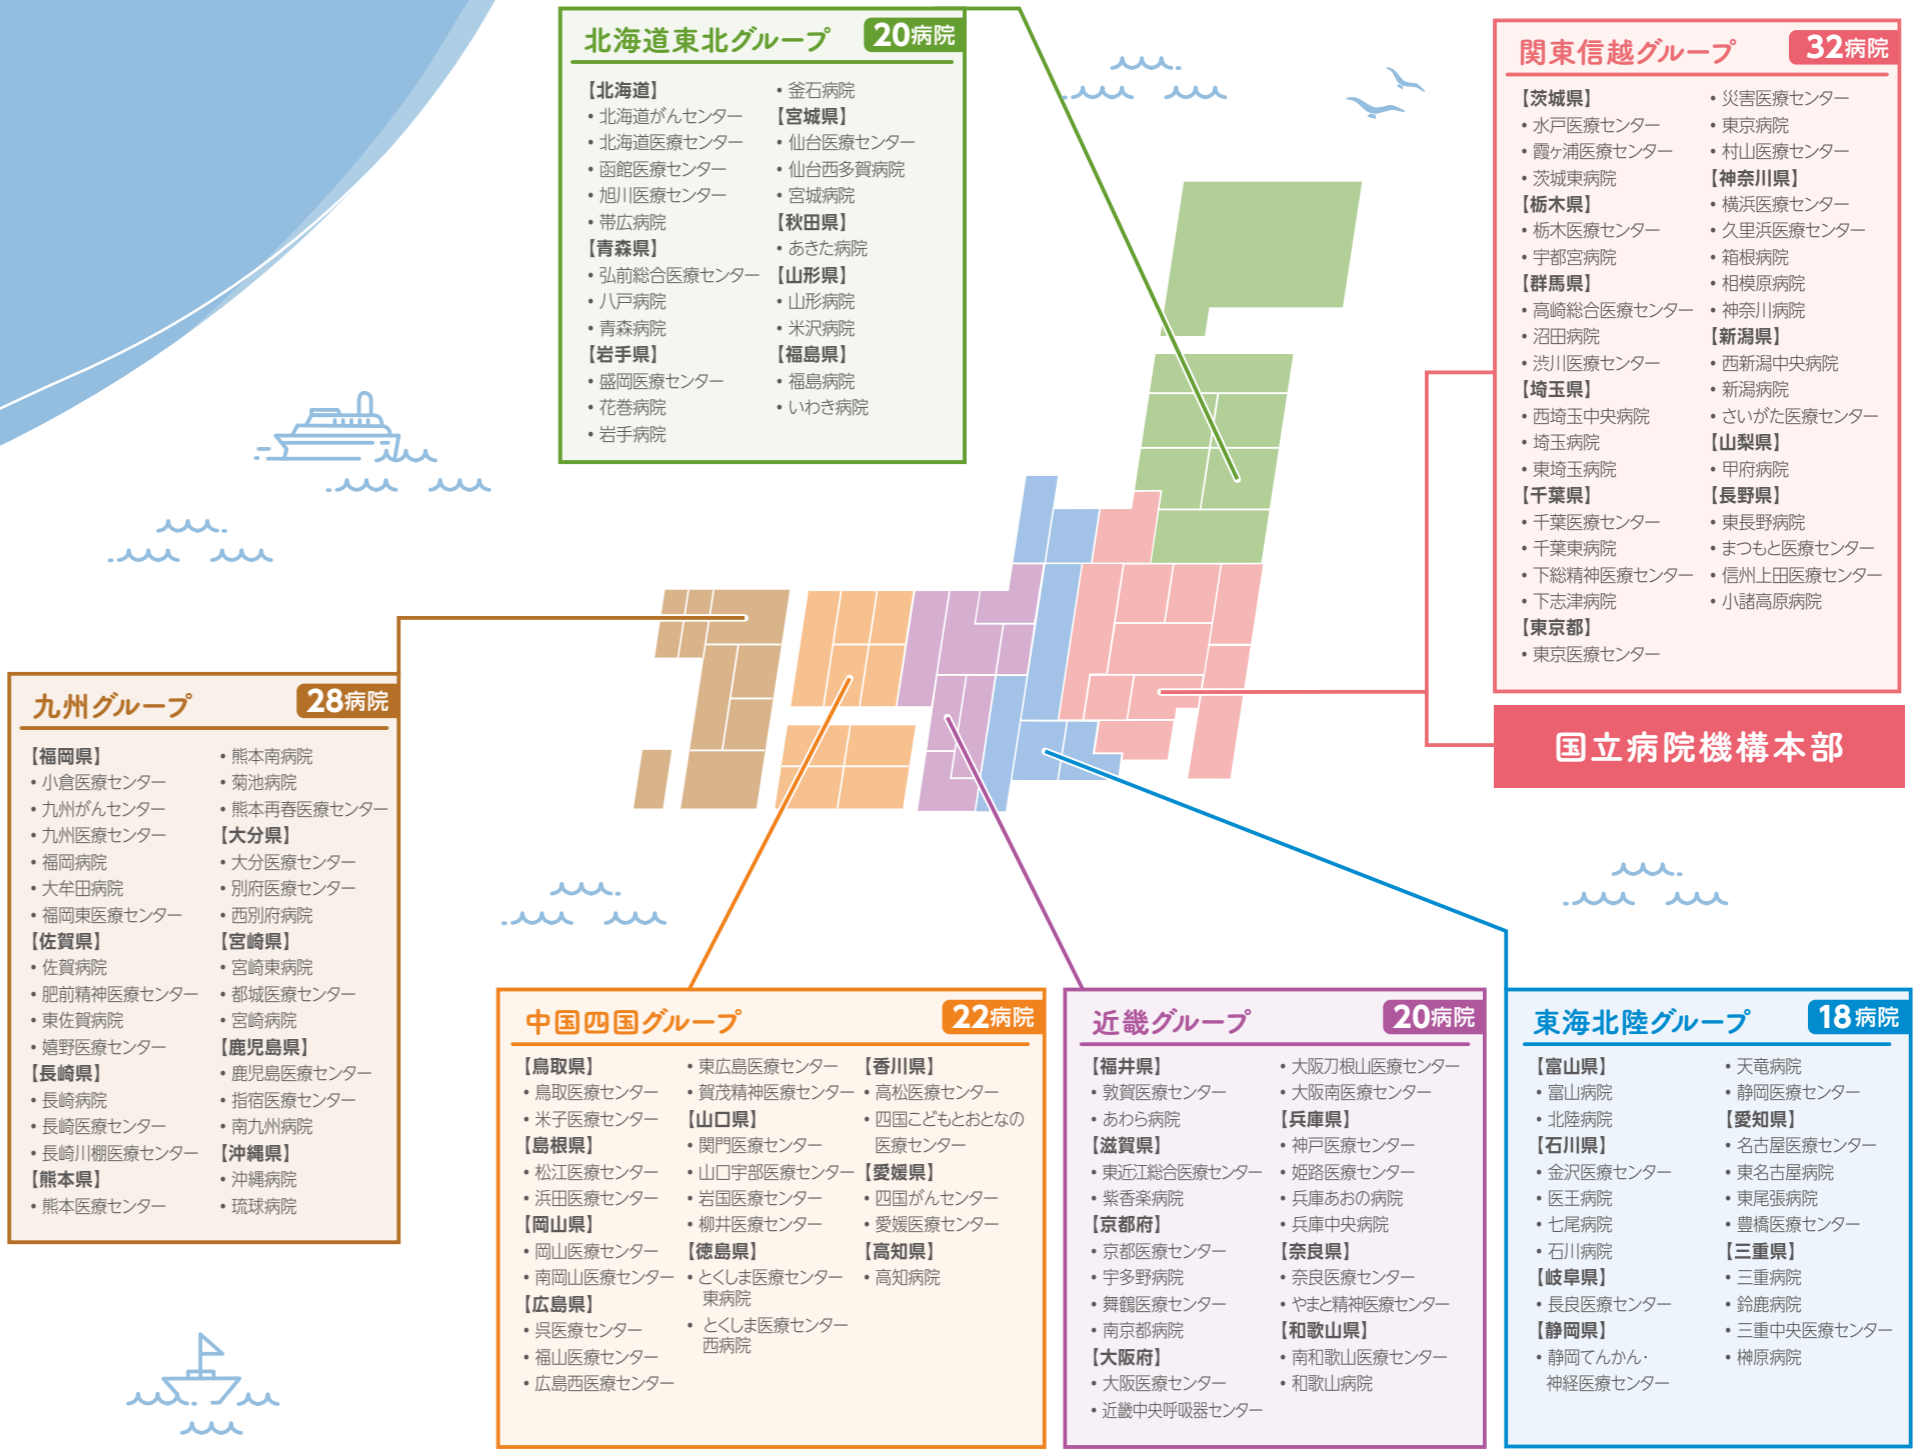 北海道東北グループ 20病院
【北海道】
・北海道がんセンター
・北海道医療センター
・函館医療センター
・旭川医療センター
・帯広病院
【青森県】
・弘前総合医療センター
・八戸病院
・青森病院
【岩手県】
・盛岡医療センター
・花巻病院
・岩手病院
・釜石病院
【宮城県】
・仙台医療センター
・仙台西多賀病院
・宮城病院
【秋田県】
・あきた病院
【山形県】
・山形病院
・米沢病院
【福島県】
・福島病院
・いわき病院
関東信越グループ 32病院
【茨城県】
・水戸医療センター
・霞ヶ浦医療センター
・茨城東病院
【栃木県】
・栃木医療センター
・宇都宮病院
【群馬県】
・高崎総合医療センター
・沼田病院
・渋川医療センター
【埼玉県】
・西埼玉中央病院
・埼玉病院
・東埼玉病院
【千葉県】
・千葉医療センター
・千葉東病院
・下総精神医療センター
・下志津病院
【東京都】
・東京医療センター
・災害医療センター
・東京病院
・村山医療センター
【神奈川県】
・横浜医療センター
・久里浜医療センター
・箱根病院
・相模原病院
・神奈川病院
【新潟県】
・西新潟中央病院
・新潟病院
・さいがた医療センター
【山梨県】
・甲府病院
【長野県】
・東長野病院
・まつもと医療センター
・信州上田医療センター
・小諸高原病院
国立病院機構本部
九州グループ 28病院
【福岡県】
・小倉医療センター
・九州がんセンター
・九州医療センター
・福岡病院
・大牟田病院
・福岡東医療センター
【佐賀県】
・佐賀病院
・肥前精神医療センター
・東佐賀病院
・嬉野医療センター
【長崎県】
・長崎病院
・長崎医療センター
・長崎川棚医療センター
【熊本県】
・熊本医療センター
・熊本南病院
・菊池病院
・熊本再春医療センター
【大分県】
・大分医療センター
・別府医療センター
・西別府病院
【宮崎県】
・宮崎東病院
・都城医療センター
・宮崎病院
【鹿児島県】
・鹿児島医療センター
・指宿医療センター
・南九州病院
【沖縄県】
・沖縄病院
・琉球病院
中国四国グループ 22病院
【鳥取県】
・鳥取医療センター
・米子医療センター
【島根県】
・松江医療センター
・浜田医療センター
【岡山県】
・岡山医療センター
・南岡山医療センター
【広島県】
・呉医療センター
・福山医療センター
・広島西医療センター
・東広島医療センター
・賀茂精神医療センター
【山口県】
・関門医療センター
・山口宇部医療センター
・岩国医療センター
・柳井医療センター
【徳島県】
・とくしま医療センター
東病院
・とくしま医療センター
西病院
【香川県】
・高松医療センター
・四国こどもとおとなの
医療センター
【愛媛県】
・四国がんセンター
・愛媛医療センター
【高知県】
・高知病院
近畿グループ 20病院
【福井県】
・敦賀医療センター
・あわら病院
【滋賀県】
・東近江総合医療センター
・紫香楽病院
【京都府】
・京都医療センター
・宇多野病院
・舞鶴医療センター
・南京都病院
【大阪府】
・大阪医療センター
・近畿中央呼吸器センター
・大阪刀根山医療センター
・大阪南医療センター
【兵庫県】
・神戸医療センター
・姫路医療センター
・兵庫あおの病院
・兵庫中央病院
【奈良県】
・奈良医療センター
・やまと精神医療センター
【和歌山県】
・南和歌山医療センター
・和歌山病院
東海北陸グループ 18病院
【富山県】
・富山病院
・北陸病院
【石川県】
・金沢医療センター
・医王病院
・七尾病院
・石川病院
【岐阜県】
・長良医療センター
【静岡県】
・静岡てんかん・
神経医療センター
・天竜病院
・静岡医療センター
【愛知県】
・名古屋医療センター
・東名古屋病院
・東尾張病院
・豊橋医療センター
【三重県】
・三重病院
・鈴鹿病院
・三重中央医療センター
・榊原病院